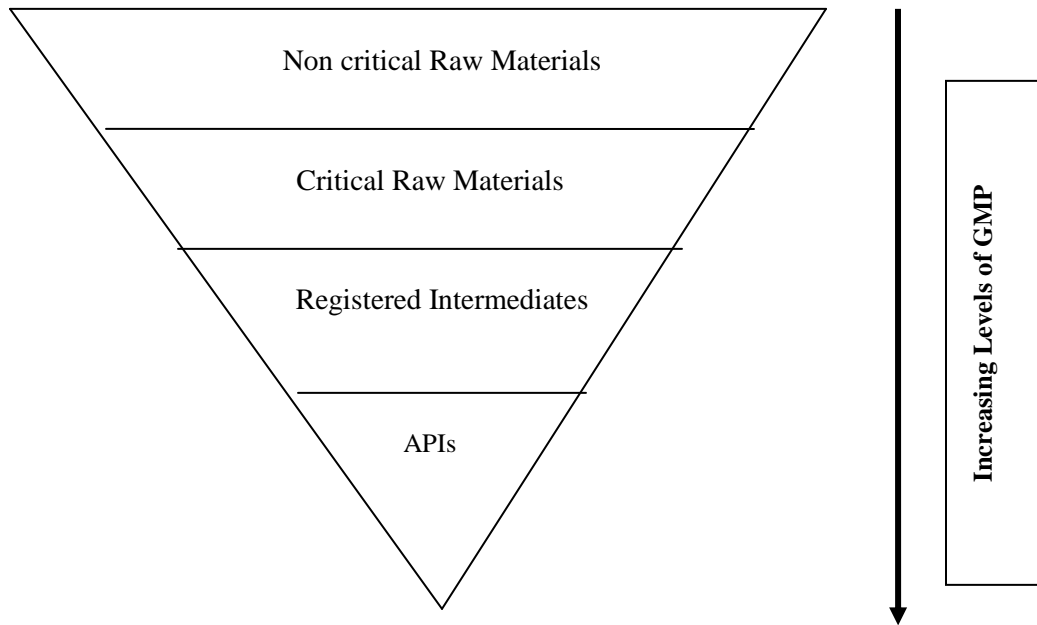 Non critical Raw Materials
Critical Raw Materials
Registered Intermediates
APIs
Increasing Levels of GMP